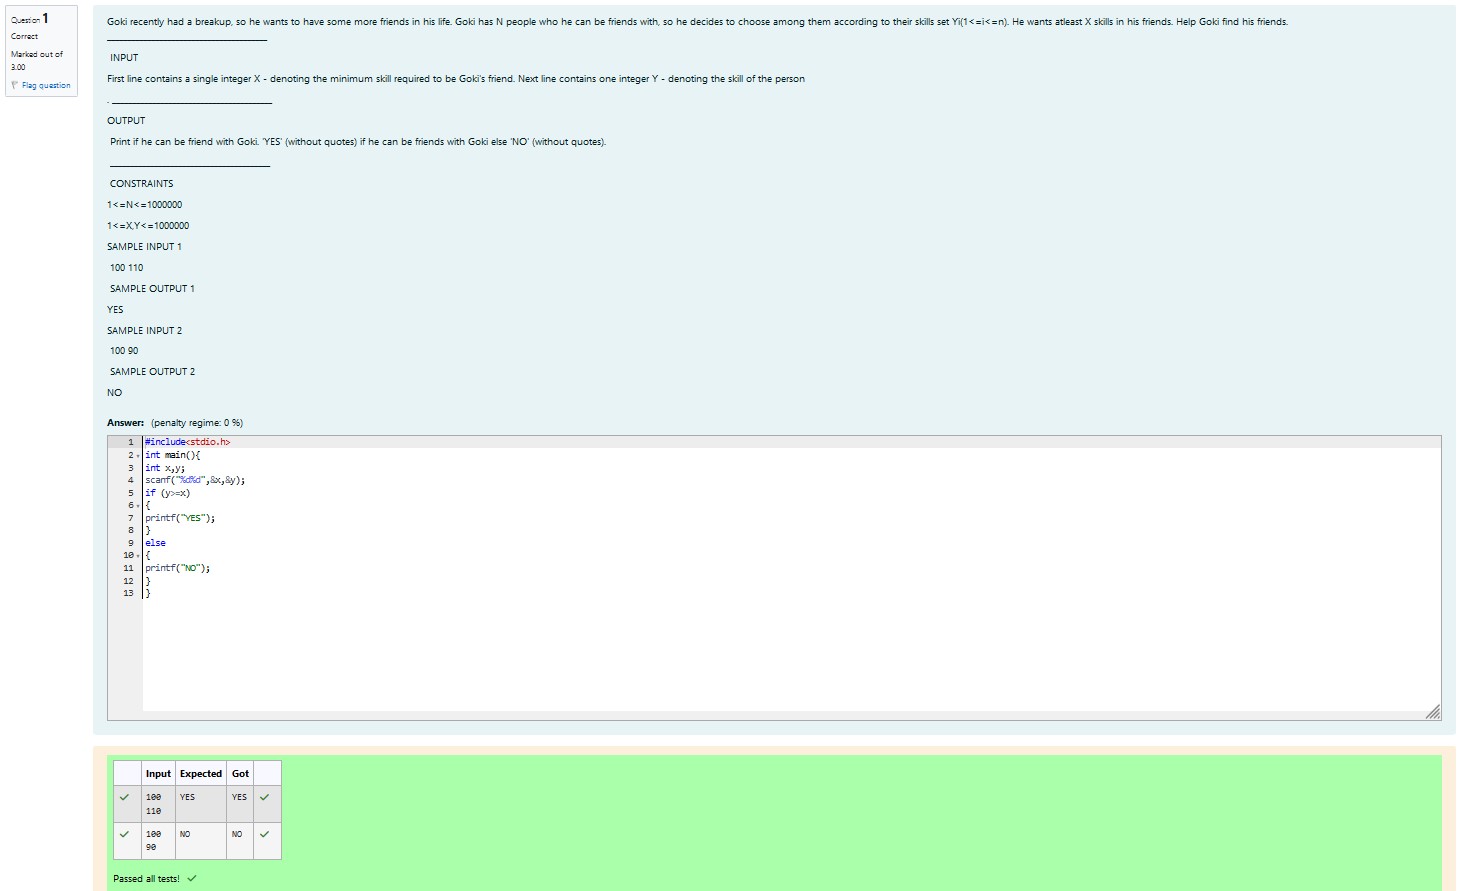 Question 1
Correct
Marked out of
3.00
Flag question
Goki recently had a breakup, so he wants to have some more friends in his life. Goki has N people who he can be friends with, so he decides to choose among them according to their skills set Yi(1<=i<=n). He wants atleast X skills in his friends. Help Goki find his friends.
INPUT
First line contains a single integer X - denoting the minimum skill required to be Goki's friend. Next line contains one integer Y - denoting the skill of the person
.
OUTPUT
Print if he can be friend with Goki. 'YES' (without quotes) if he can be friends with Goki else 'NO' (without quotes).
CONSTRAINTS
1<=N<=1000000
1<=X,Y<=1000000
SAMPLE INPUT 1
100 110
SAMPLE OUTPUT 1
YES
SAMPLE INPUT 2
100 90
SAMPLE OUTPUT 2
NO
Answer: (penalty regime: 0 %)
1 #include<stdio.h>
2 int main(){
3 int x,y;
4 scanf("%d%d",&x,&y);
5 if (y>=x)
6 {
7 printf("YES");
8 }
9 else
10 {
11 printf("NO");
12 }
13 }
Input Expected Got
100 YES YES
110
100 NO NO
90
Passed all tests!